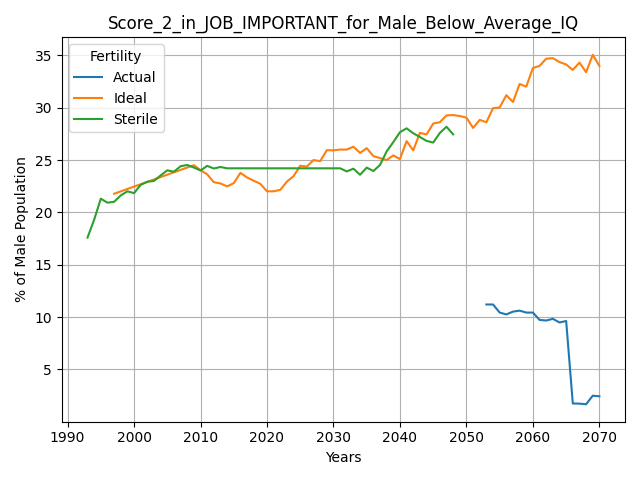 Score_2_in_JOB_IMPORTANT_for_Male_Below_Average_IQ
Fertility
Actual
Ideal
Sterile
% of Male Population
35
30
25
20
15
10
5
1990 2000 2010 2020 2030 2040 2050 2060 2070
Years